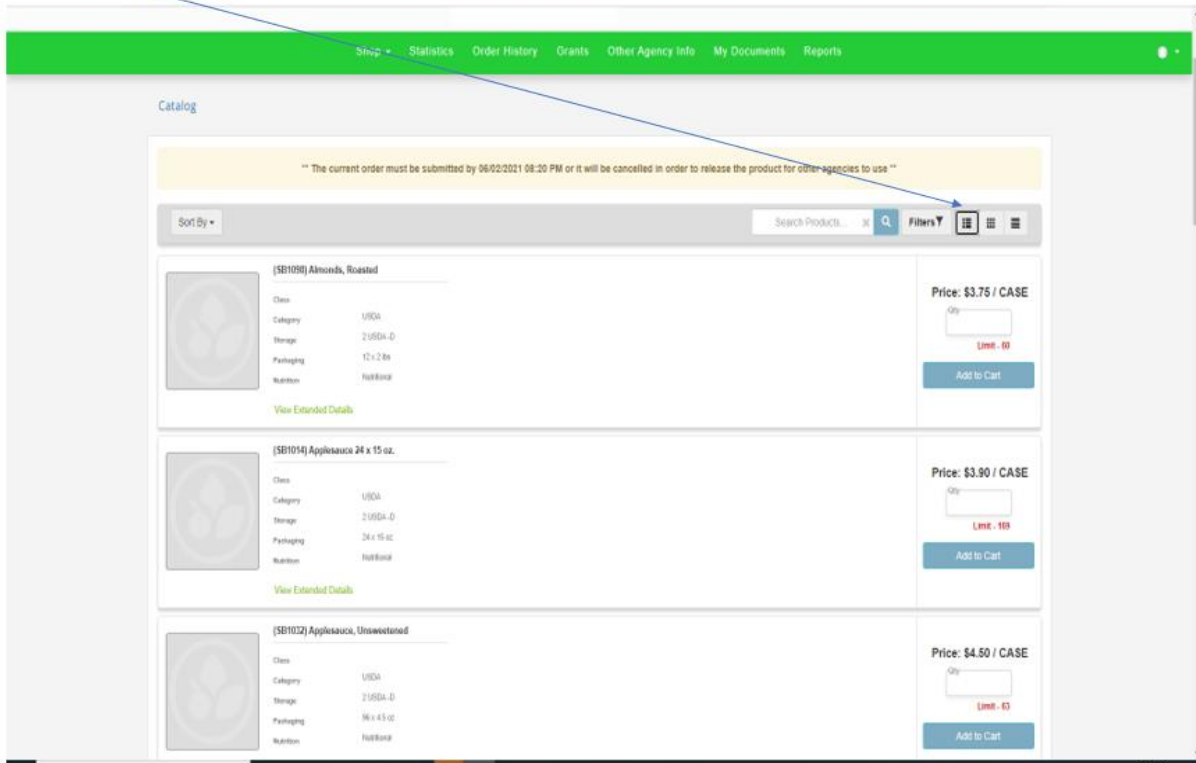 Shop Statistics Order History Grants Other Agency Info My Documents Reports
Catalog
** The current order must be submitted by 06/02/2021 08:20 PM or it will be cancelled in order to release the product for other agencies to use **
Sort By Search Products... x Filters
(SB1090) Almonds, Roasted
Price: $3.75 / CASE
Class
Qty
Category USDA
Storage 2 USDA-D
Limit - 60
Packaging 12 x 2 lbs
Nutrition Nutritional
Add to Cart
View Extended Details
(SB1014) Applesauce 24 x 15 oz.
Price: $3.90 / CASE
Class
Qty
Category USDA
Storage 2 USDA-D
Limit - 169
Packaging 24 x 15 oz
Nutrition Nutritional
Add to Cart
View Extended Details
(SB1032) Applesauce, Unsweetened
Price: $4.50 / CASE
Class
Qty
Category USDA
Storage 2 USDA-D
Limit - 63
Packaging 96 x 4.5 oz
Nutrition Nutritional
Add to Cart